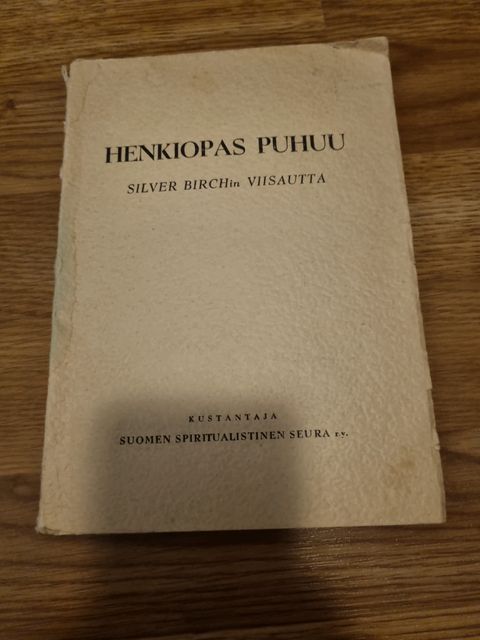 HENKIOPAS PUHUU
SILVER BIRCHin VIISAUTTA
KUSTANTAJA
SUOMEN SPIRITUALISTINEN SEURA r.y.